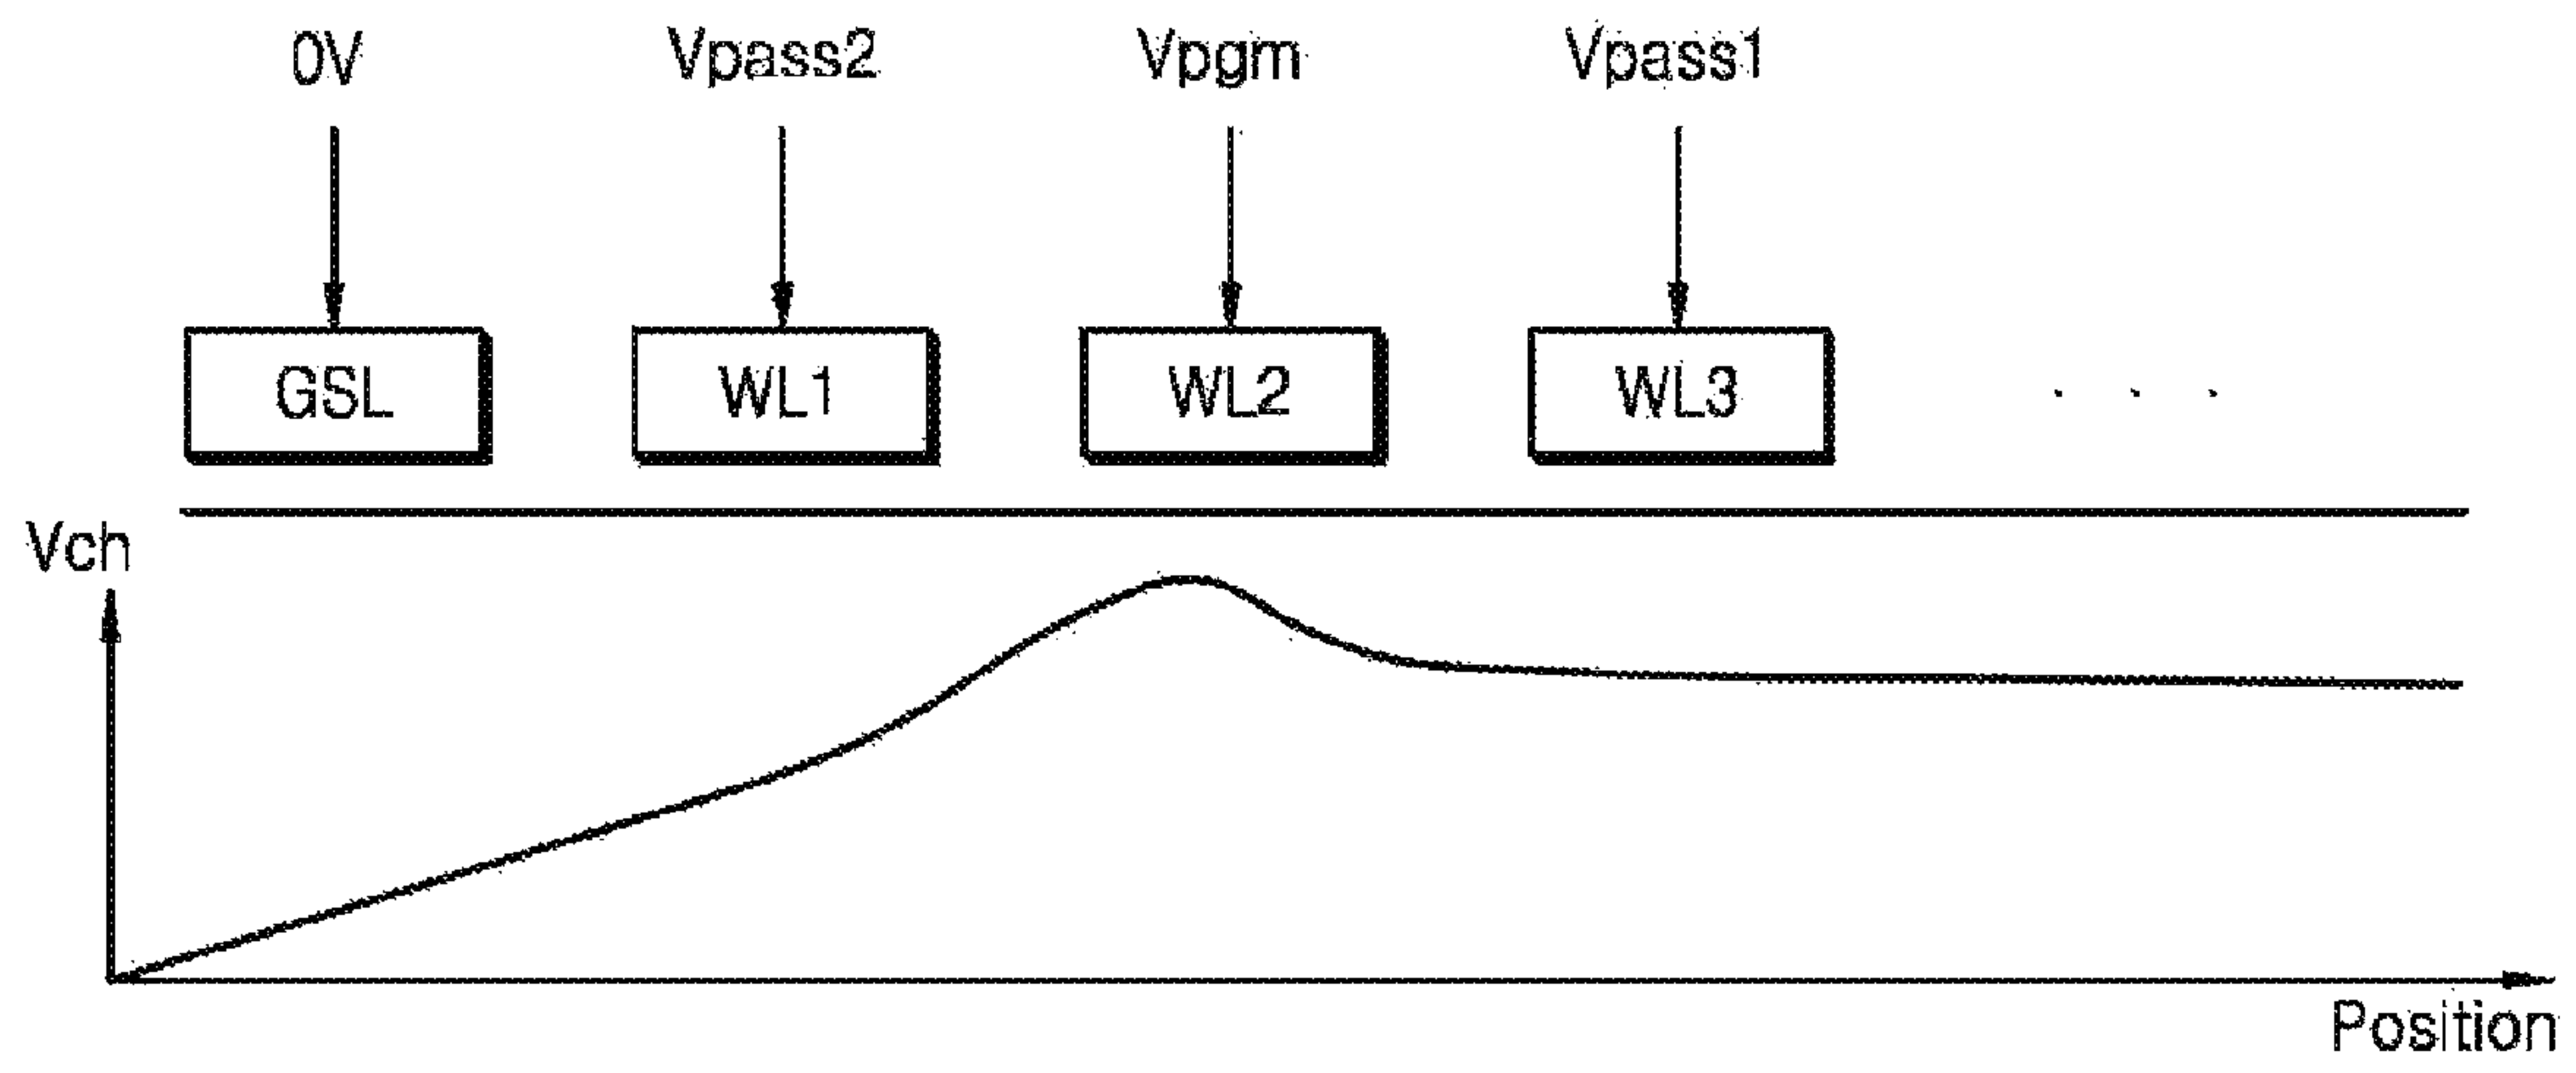 0V Vpass2 Vpgm Vpass1
GSL WL1 WL2 WL3 . . .
Vch
Position